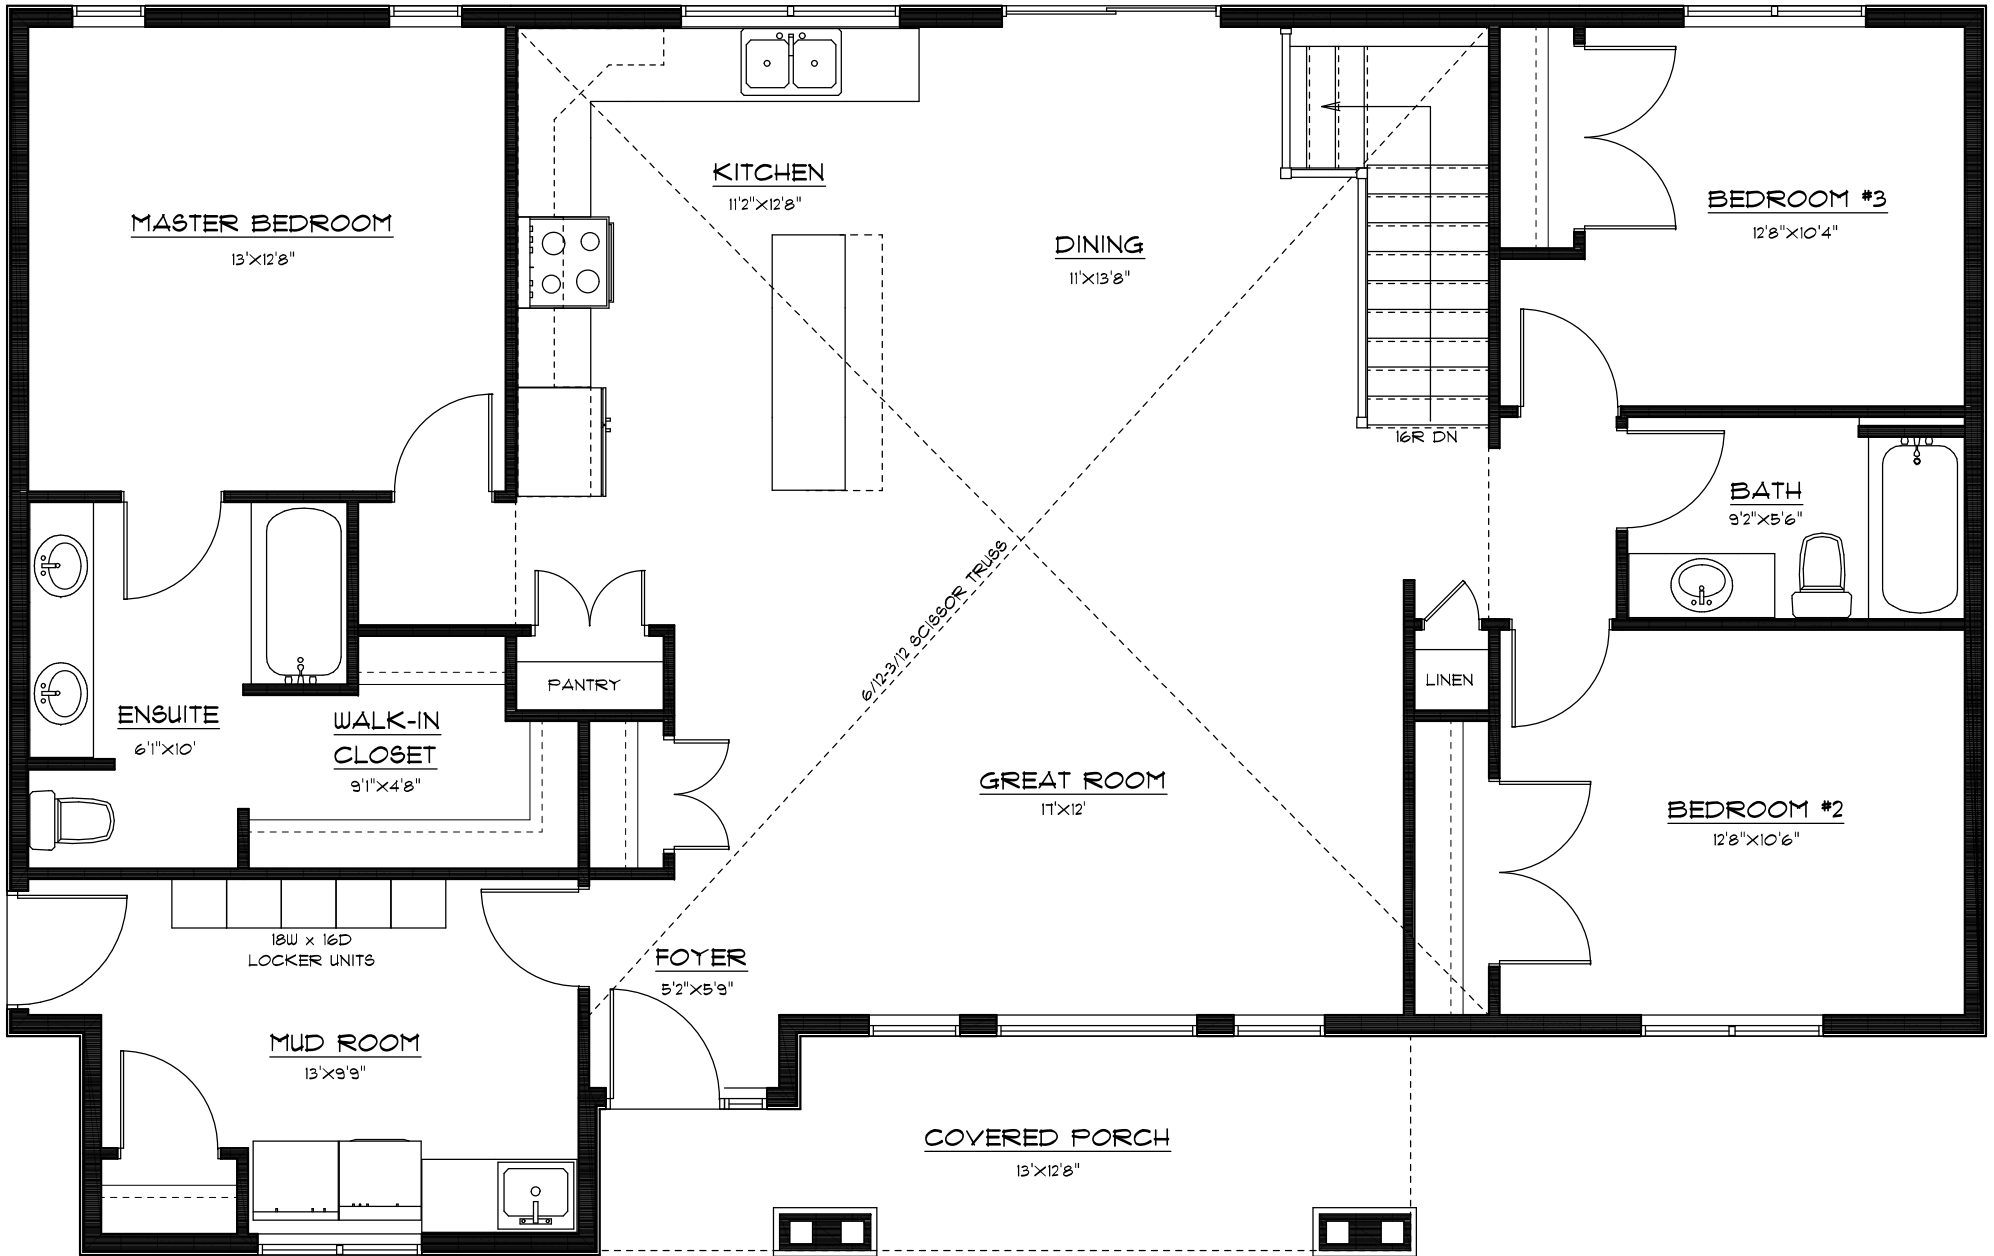 MASTER BEDROOM
13'X12'8"
KITCHEN
11'2"X12'8"
DINING
11'X13'8"
16R DN
BEDROOM #3
12'8"X10'4"
BATH
9'2"X5'6"
ENSUITE
6'1"X10'
WALK-IN
CLOSET
9'1"X4'8"
PANTRY
6/12-3/12 SCISSOR TRUSS
GREAT ROOM
17'X12'
LINEN
BEDROOM #2
12'8"X10'6"
18W x 16D
LOCKER UNITS
FOYER
5'2"X5'9"
MUD ROOM
13'X9'9"
COVERED PORCH
13'X12'8"